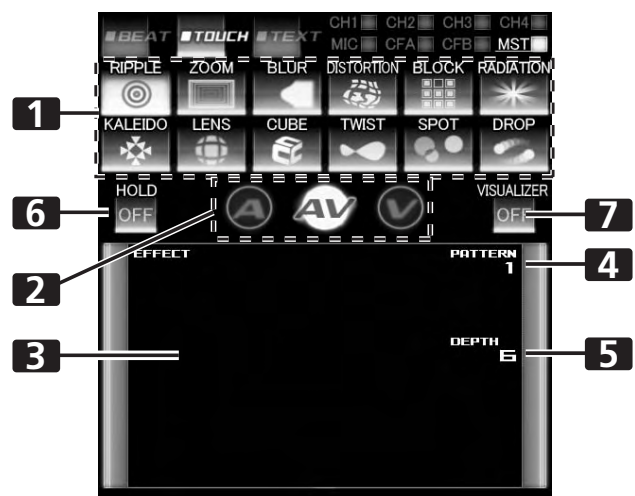 CH1 CH2 CH3 CH4
BEAT TOUCH TEXT
MIC CFA CFB MST
RIPPLE ZOOM BLUR DISTORTION BLOCK RADIATION
1
KALEIDO LENS CUBE TWIST SPOT DROP
HOLD VISUALIZER
6 OFF A AV V OFF 7
EFFECT PATTERN
1 4
2
DEPTH
3 6 5